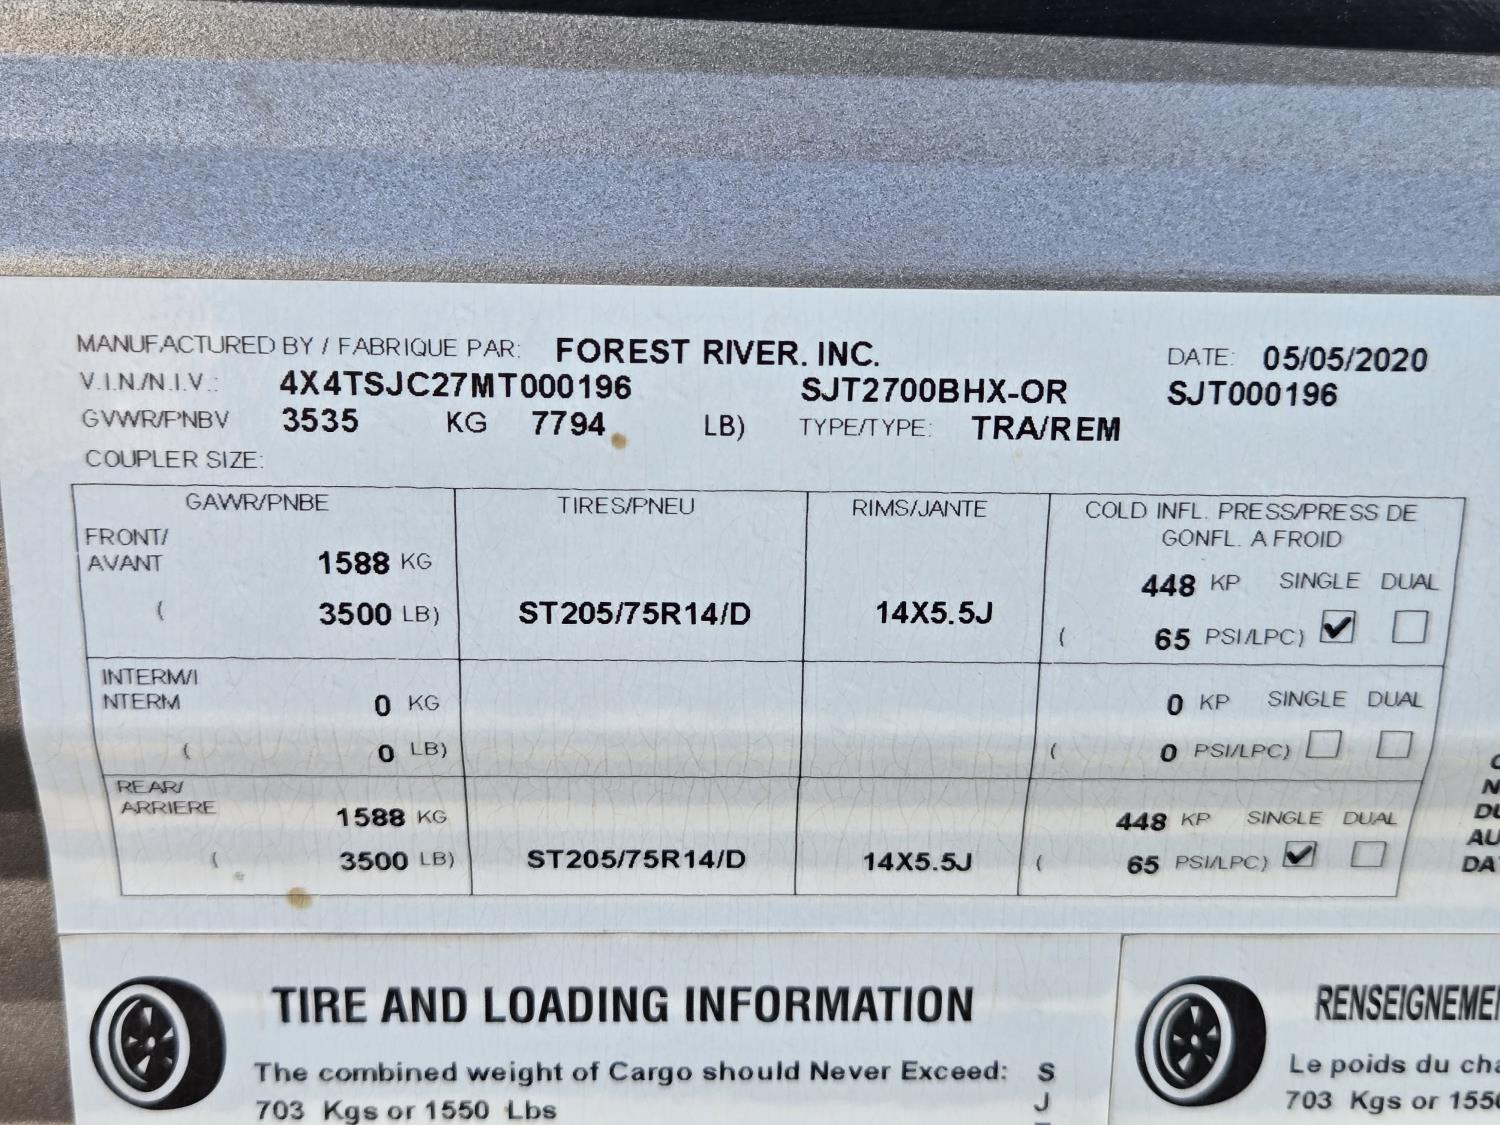 MANUFACTURED BY / FABRIQUE PAR: FOREST RIVER. INC. DATE: 05/05/2020
V.I.N./N.I.V.: 4X4TSJC27MT000196 SJT2700BHX-OR SJT000196
GVWR/PNBV 3535 KG 7794 LB) TYPE/TYPE: TRA/REM
COUPLER SIZE:
GAWR/PNBE TIRES/PNEU RIMS/JANTE COLD INFL. PRESS/PRESS DE
GONFL. A FROID
FRONT/
AVANT 1588 KG 448 KP SINGLE DUAL
( 3500 LB) ST205/75R14/D 14X5.5J ( 65 PSI/LPC)
INTERM/I
NTERM 0 KG 0 KP SINGLE DUAL
( 0 LB) ( 0 PSI/LPC)
REAR/
ARRIERE 1588 KG 448 KP SINGLE DUAL
( 3500 LB) ST205/75R14/D 14X5.5J ( 65 PSI/LPC)
TIRE AND LOADING INFORMATION
The combined weight of Cargo should Never Exceed: S
703 Kgs or 1550 Lbs J
Le poids du
703 Kgs or